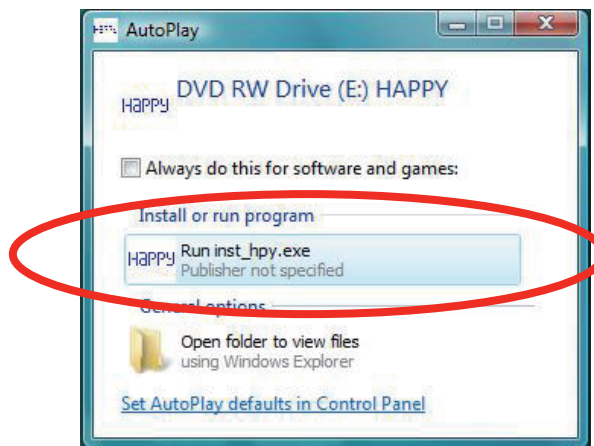 HAPPY AutoPlay
DVD RW Drive (E:) HAPPY
HAPPY
Always do this for software and games:
Install or run program
HAPPY Run inst_hpy.exe
Publisher not specified
General options
Open folder to view files
using Windows Explorer
Set AutoPlay defaults in Control Panel